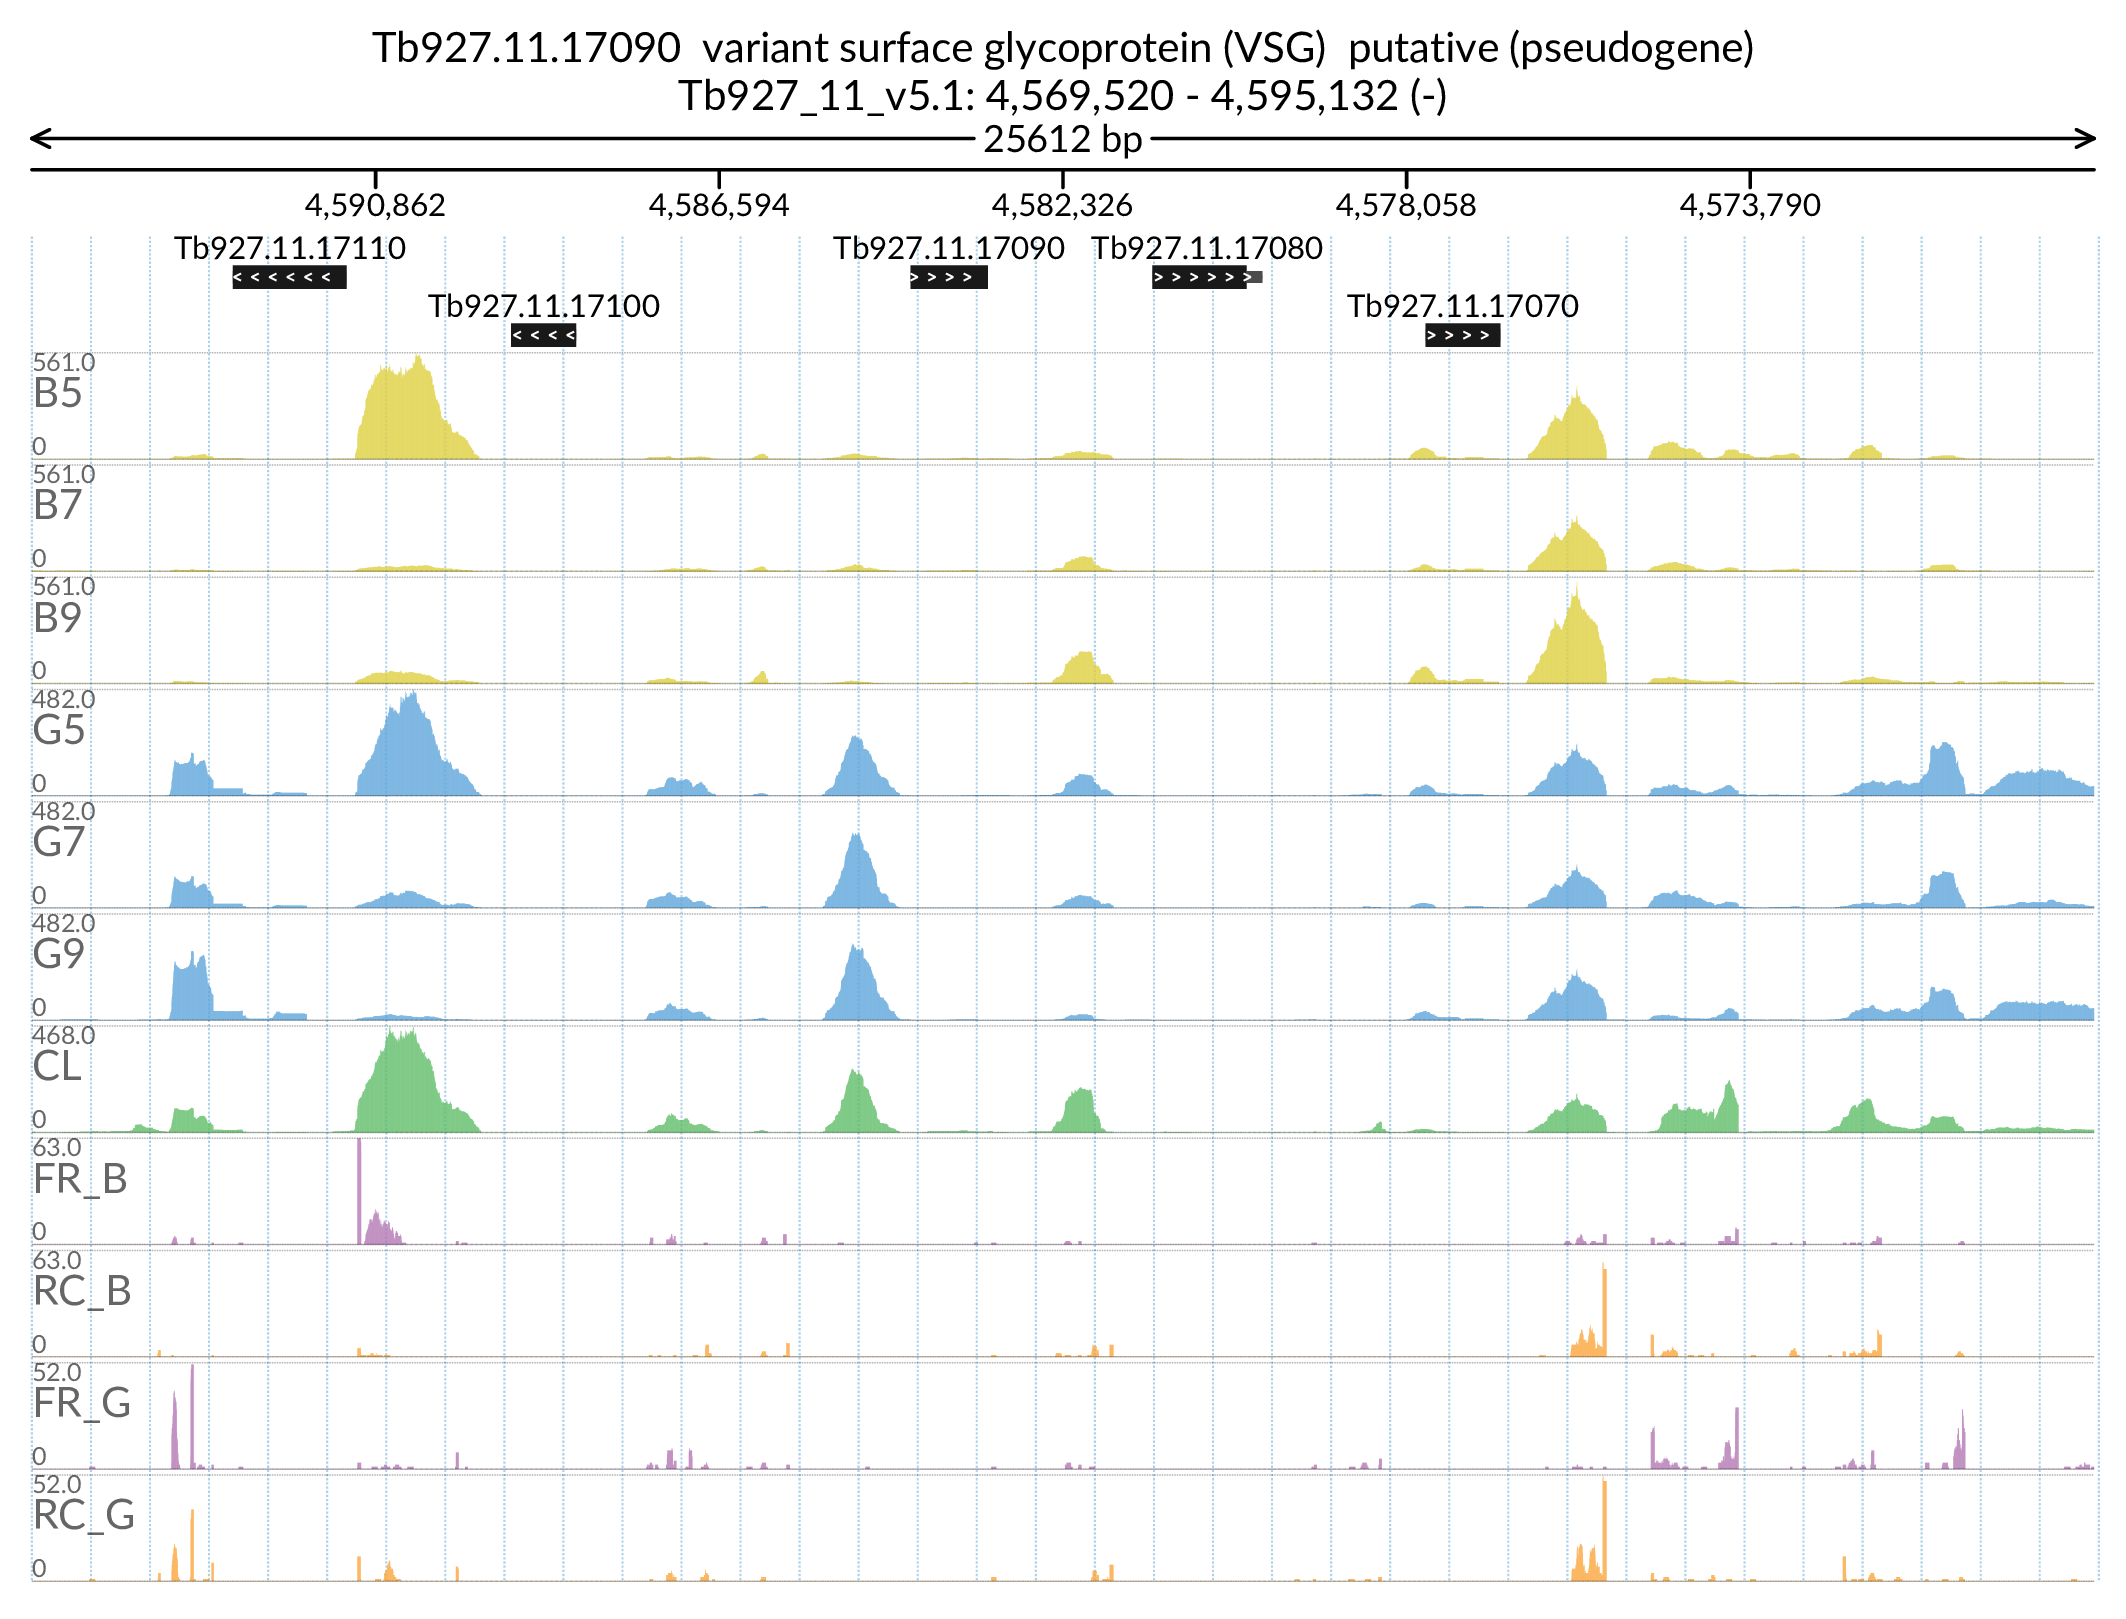 Tb927.11.17090 variant surface glycoprotein (VSG) putative (pseudogene)
Tb927_11_v5.1: 4,569,520 - 4,595,132 (-)
25612 bp
4,590,862 4,586,594 4,582,326 4,578,058 4,573,790
Tb927.11.17110 Tb927.11.17090 Tb927.11.17080
Tb927.11.17100 Tb927.11.17070
561.0
B5
0
561.0
B7
0
561.0
B9
0
482.0
G5
0
482.0
G7
0
482.0
G9
0
468.0
CL
0
63.0
FR_B
0
63.0
RC_B
0
52.0
FR_G
0
52.0
RC_G
0